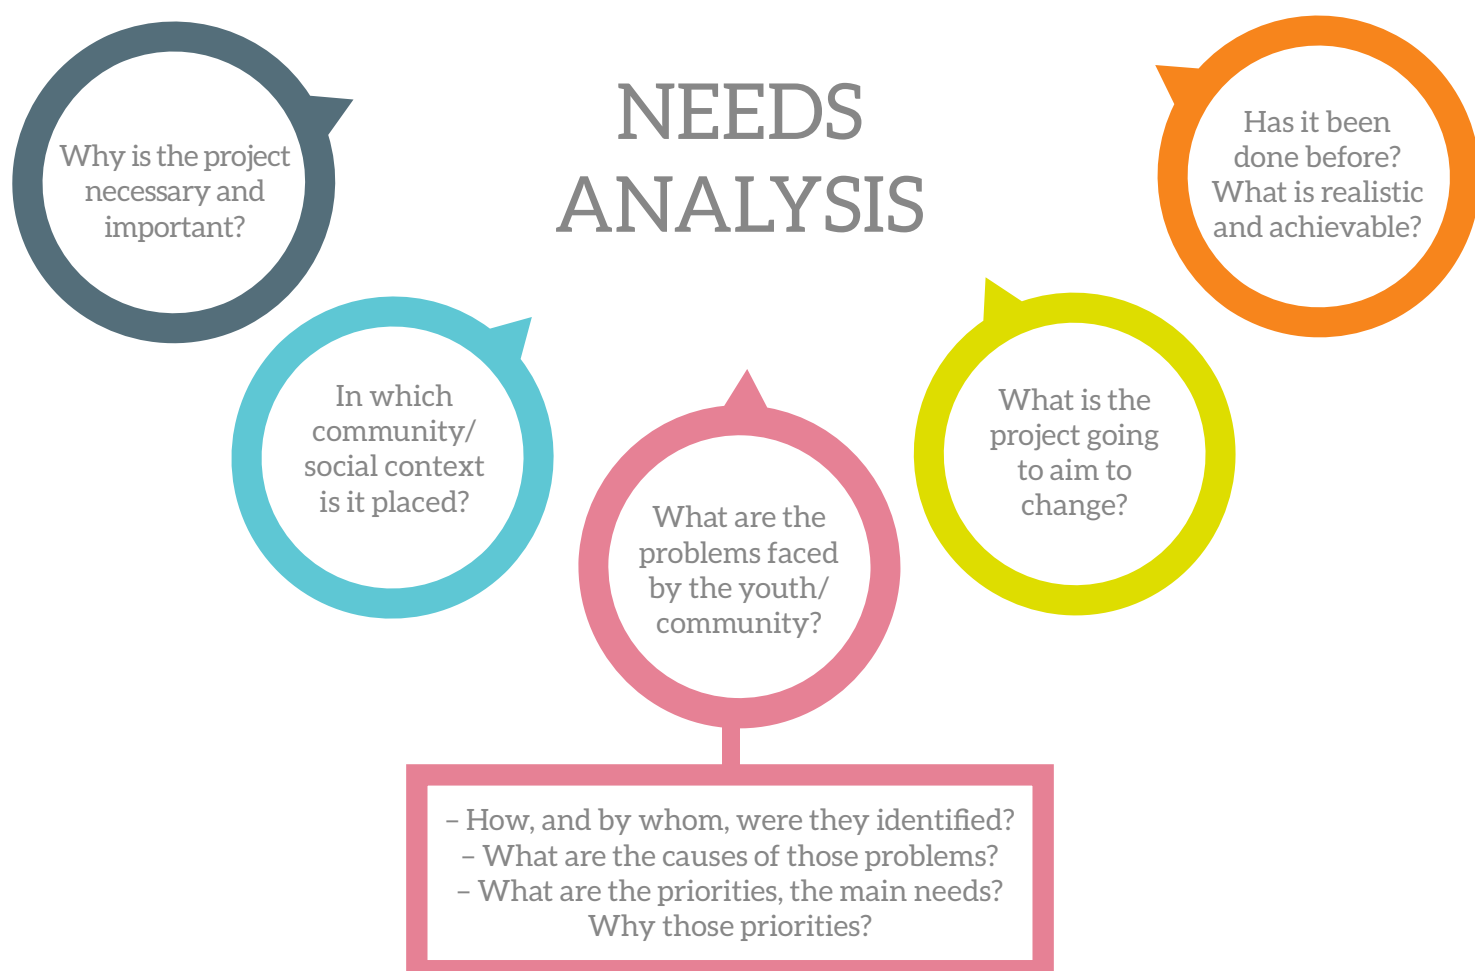 NEEDS
ANALYSIS
Why is the project
necessary and
important?
In which
community/
social context
is it placed?
What are the
problems faced
by the youth/
community?
– How, and by whom, were they identified?
– What are the causes of those problems?
– What are the priorities, the main needs?
Why those priorities?
What is the
project going
to aim to
change?
Has it been
done before?
What is realistic
and achievable?